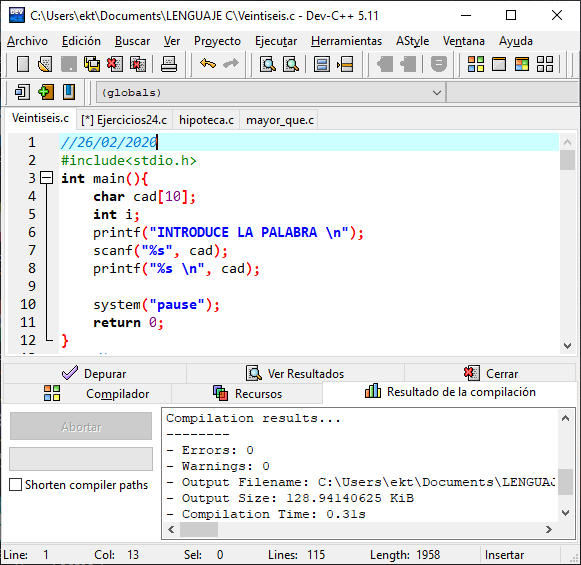 C:\Users\ekt\Documents\LENGUAJE C\Veintiseis.c - Dev-C++ 5.11
Archivo Edición Buscar Ver Proyecto Ejecutar Herramientas AStyle Ventana Ayuda
(globals)
Veintiseis.c [*] Ejercicios24.c hipoteca.c mayor_que.c
1 //26/02/2020
2 #include<stdio.h>
3 int main(){
4 char cad[10];
5 int i;
6 printf("INTRODUCE LA PALABRA \n");
7 scanf("%s", cad);
8 printf("%s \n", cad);
9
10 system("pause");
11 return 0;
12 }
Depurar Ver Resultados Cerrar
Compilador Recursos Resultado de la compilación
Abortar
Shorten compiler paths
Compilation results...
--------
- Errors: 0
- Warnings: 0
- Output Filename: C:\Users\ekt\Documents\LENGUAJ
- Output Size: 128.94140625 KiB
- Compilation Time: 0.31s
Line: 1 Col: 13 Sel: 0 Lines: 115 Length: 1958 Insertar